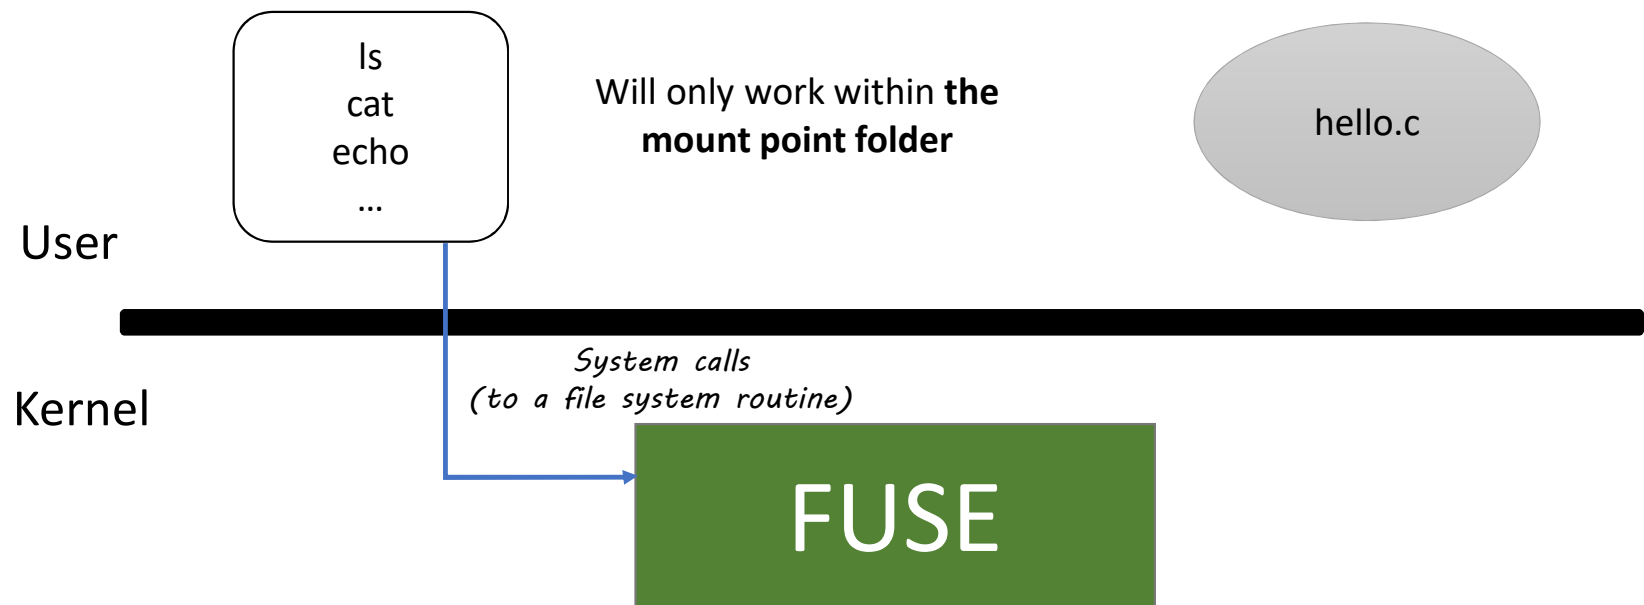 ls
cat
echo
...
Will only work within the
mount point folder
hello.c
User
System calls
(to a file system routine)
Kernel
FUSE